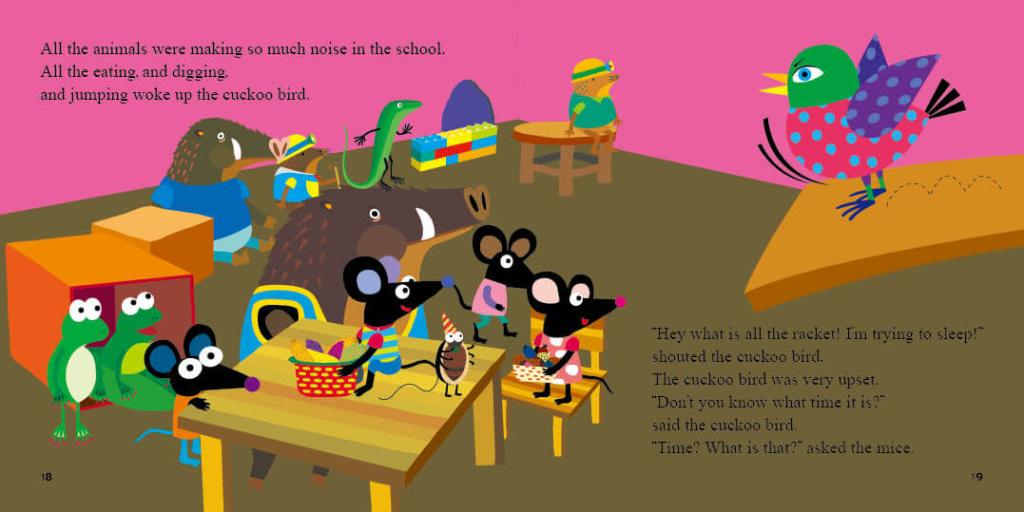 All the animals were making so much noise in the school.
All the eating, and digging,
and jumping woke up the cuckoo bird.
"Hey what is all the racket! I'm trying to sleep!"
shouted the cuckoo bird.
The cuckoo bird was very upset.
"Don't you know what time it is?"
said the cuckoo bird.
"Time? What is that?" asked the mice.
18
19